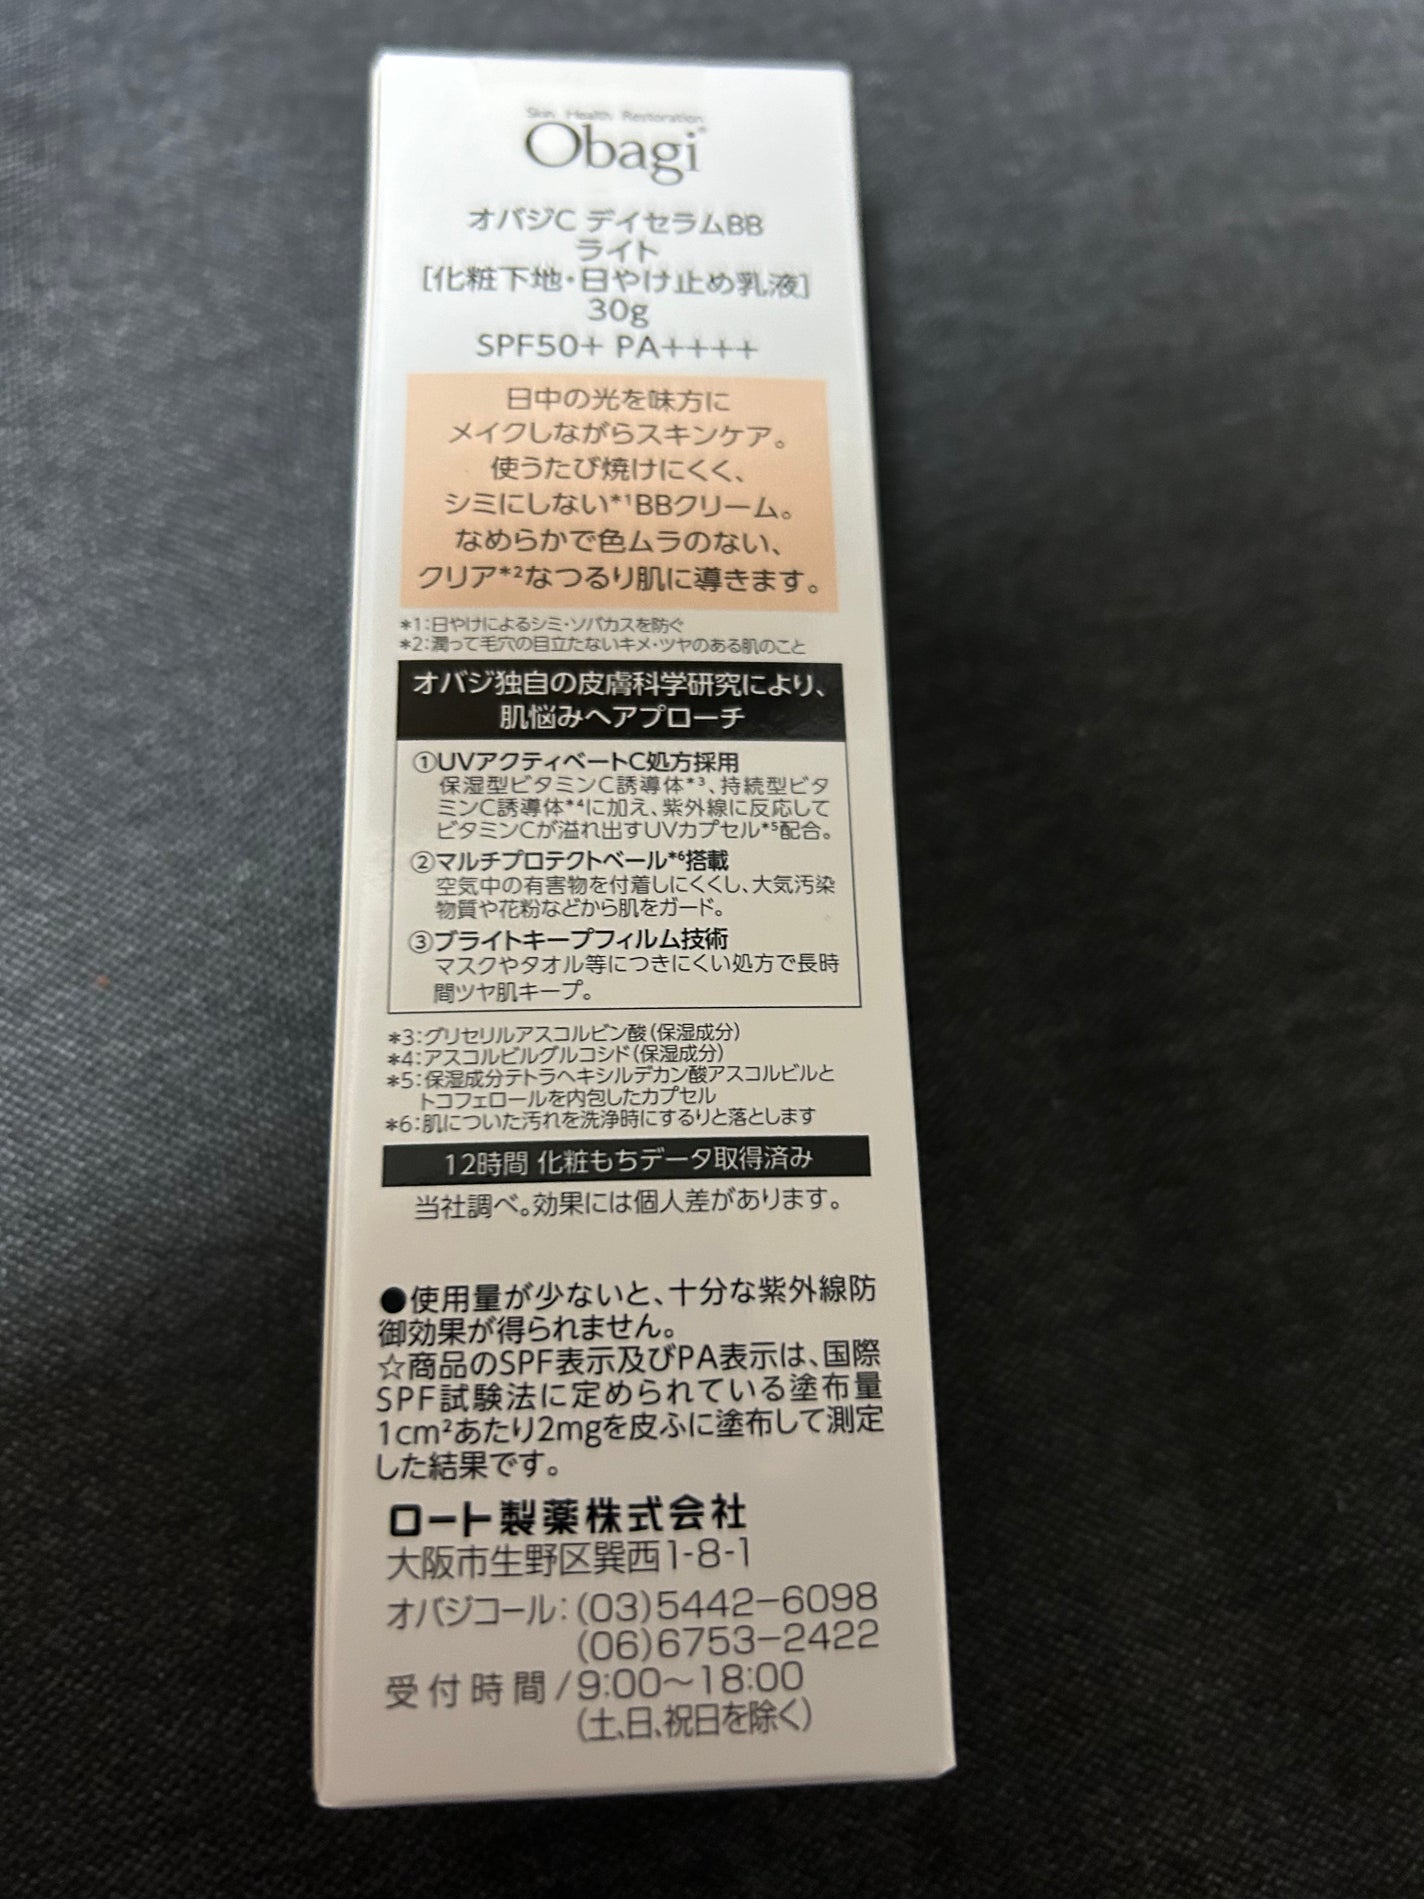 Skin Health Restoration
Obagi®
オバジC デイセラムBB
ライト
[化粧下地・日やけ止め乳液]
30g
SPF50+ PA++++
日中の光を味方に
メイクしながらスキンケア。
使うたび焼けにくく、
シミにしない*¹BBクリーム。
なめらかで色ムラのない、
クリア*²なつるり肌に導きます。
*1:日やけによるシミ・ソバカスを防ぐ
*2:潤って毛穴の目立たないキメ・ツヤのある肌のこと
オバジ独自の皮膚科学研究により、
肌悩みへアプローチ
①UVアクティベートC処方採用
保湿型ビタミンC誘導体*³、持続型ビタ
ミンC誘導体*⁴に加え、紫外線に反応して
ビタミンCが溢れ出すUVカプセル*⁵配合。
②マルチプロテクトベール*⁶搭載
空気中の有害物を付着しにくくし、大気汚染
物質や花粉などから肌をガード。
③ブライトキープフィルム技術
マスクやタオル等につきにくい処方で長時
間ツヤ肌キープ。
*3:グリセリルアスコルビン酸(保湿成分)
*4:アスコルビルグルコシド(保湿成分)
*5:保湿成分テトラヘキシルデカン酸アスコルビルと
トコフェロールを内包したカプセル
*6:肌についた汚れを洗浄時にするりと落とします
12時間 化粧もちデータ取得済み
当社調べ。効果には個人差があります。
●使用量が少ないと、十分な紫外線防
御効果が得られません。
☆商品のSPF表示及びPA表示は、国際
SPF試験法に定められている塗布量
1cm²あたり2mgを皮ふに塗布して測定
した結果です。
ロート製薬株式会社
大阪市生野区巽西1-8-1
オバジコール:(03)5442-6098
(06)6753-2422
受付時間/9:00~18:00
(土、日、祝日を除く)